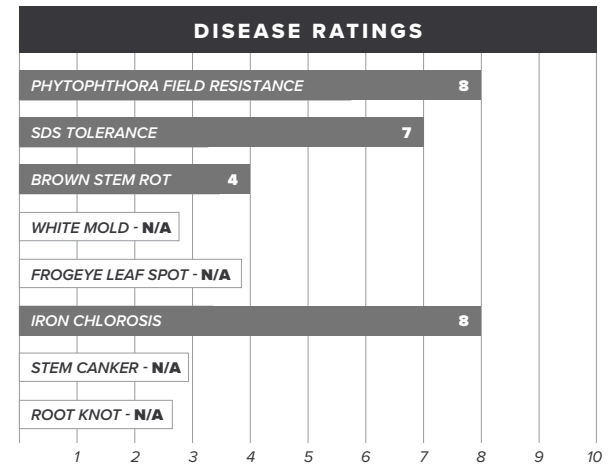 DISEASE RATINGS
PHYTOPHTHORA FIELD RESISTANCE 8
SDS TOLERANCE 7
BROWN STEM ROT 4
WHITE MOLD - N/A
FROGEYE LEAF SPOT - N/A
IRON CHLOROSIS 8
STEM CANKER - N/A
ROOT KNOT - N/A
1 2 3 4 5 6 7 8 9 10